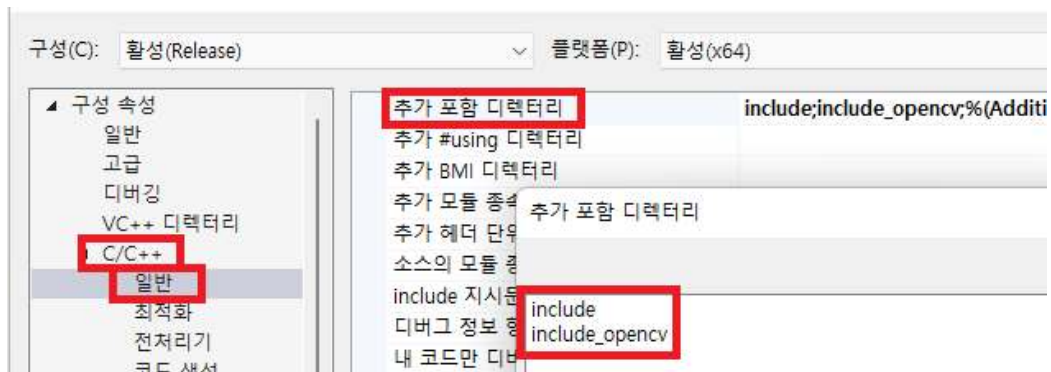 구성(C): 활성(Release) 플랫폼(P): 활성(x64)
구성 속성
일반
고급
디버깅
VC++ 디렉터리
C/C++
일반
최적화
전처리기
코드 생성
추가 포함 디렉터리 include;include_opencv;%(Additi
추가 #using 디렉터리
추가 BMI 디렉터리
추가 모듈 종속
추가 헤더 단위
소스의 모듈 종
include 지시문
디버그 정보 형
내 코드만 디버
추가 포함 디렉터리
include
include_opencv